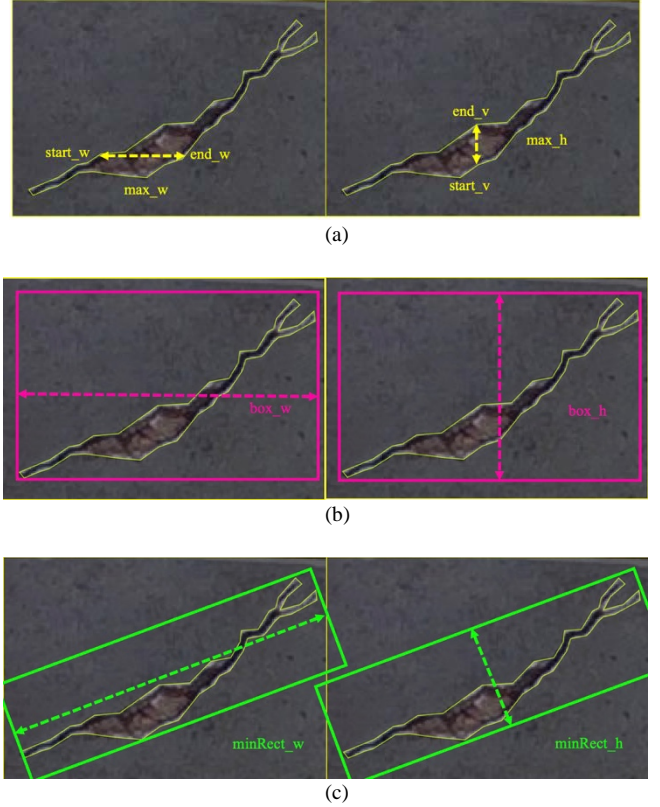 end_v
start_w end_w max_h
max_w start_v
(a)
box_w box_h
(b)
minRect_w minRect_h
(c)